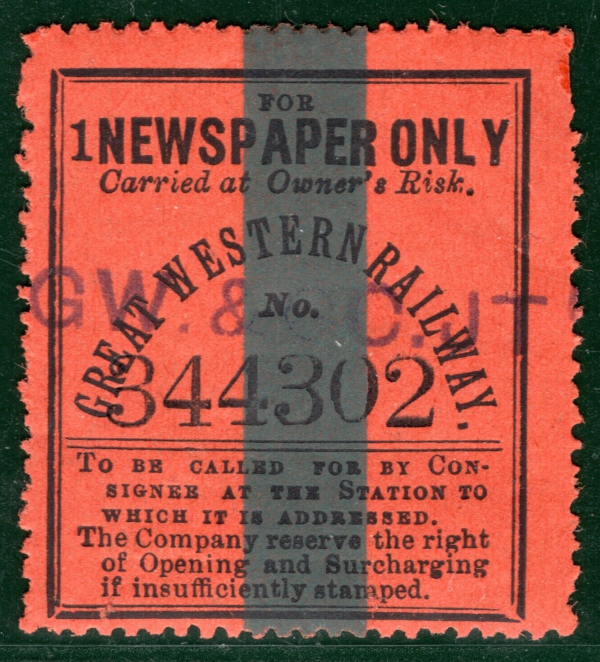 FOR
1 NEWSPAPER ONLY
Carried at Owner's Risk.
GREAT WESTERN RAILWAY.
GW. & C.J
No.
344302
TO BE CALLED FOR BY CON-
SIGNEE AT THE STATION TO
WHICH IT IS ADDRESSED.
The Company reserve the right
of Opening and Surcharging
if insufficiently stamped.